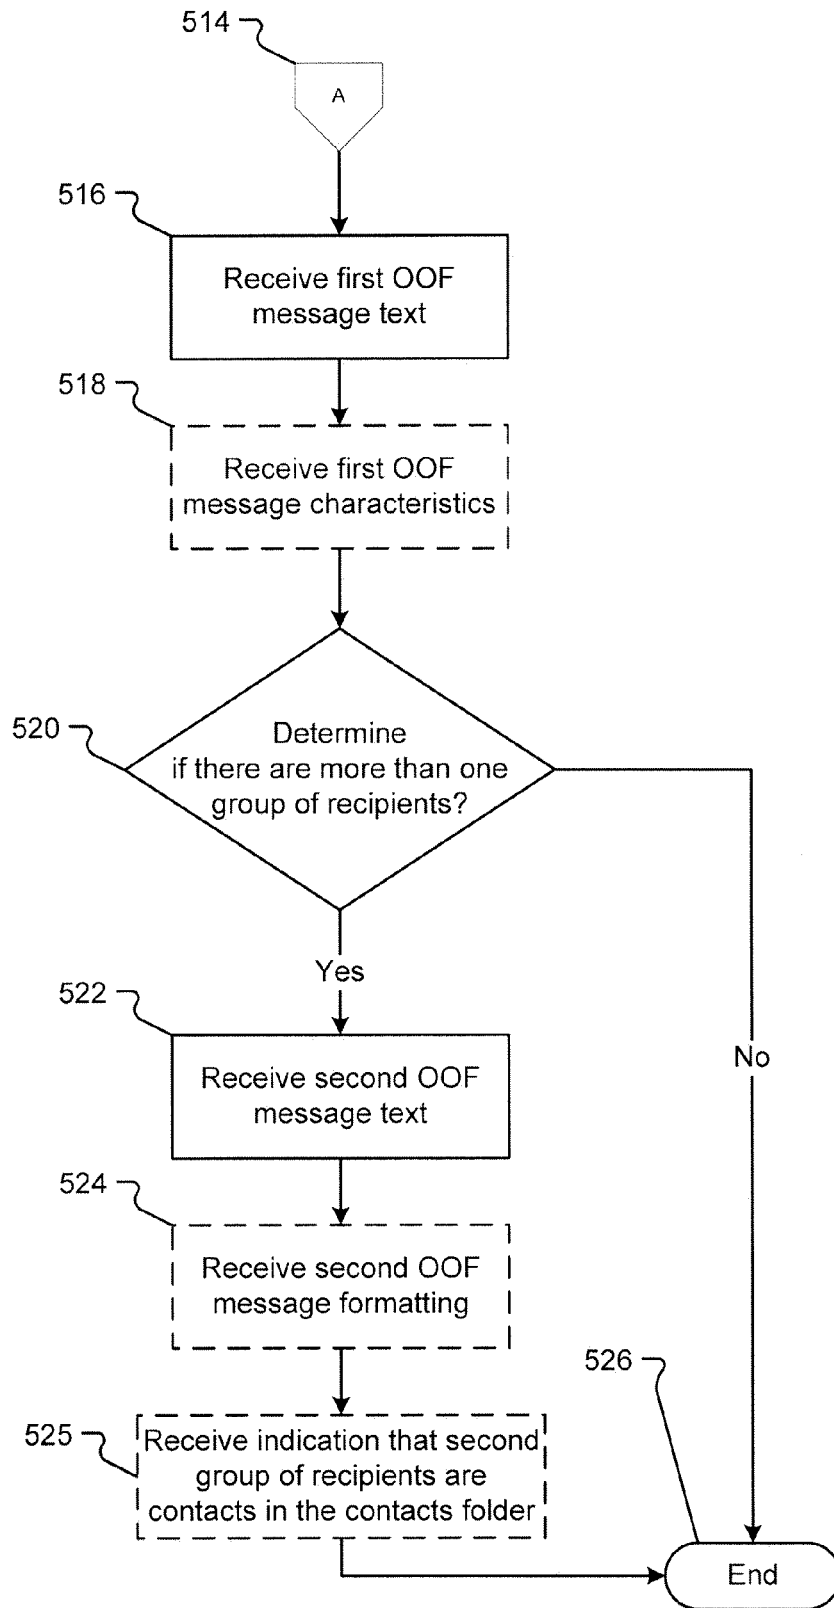 514
A
516
Receive first OOF
message text
518
Receive first OOF
message characteristics
520
Determine
if there are more than one
group of recipients?
Yes
No
522
Receive second OOF
message text
524
Receive second OOF
message formatting
525
Receive indication that second
group of recipients are
contacts in the contacts folder
526
End